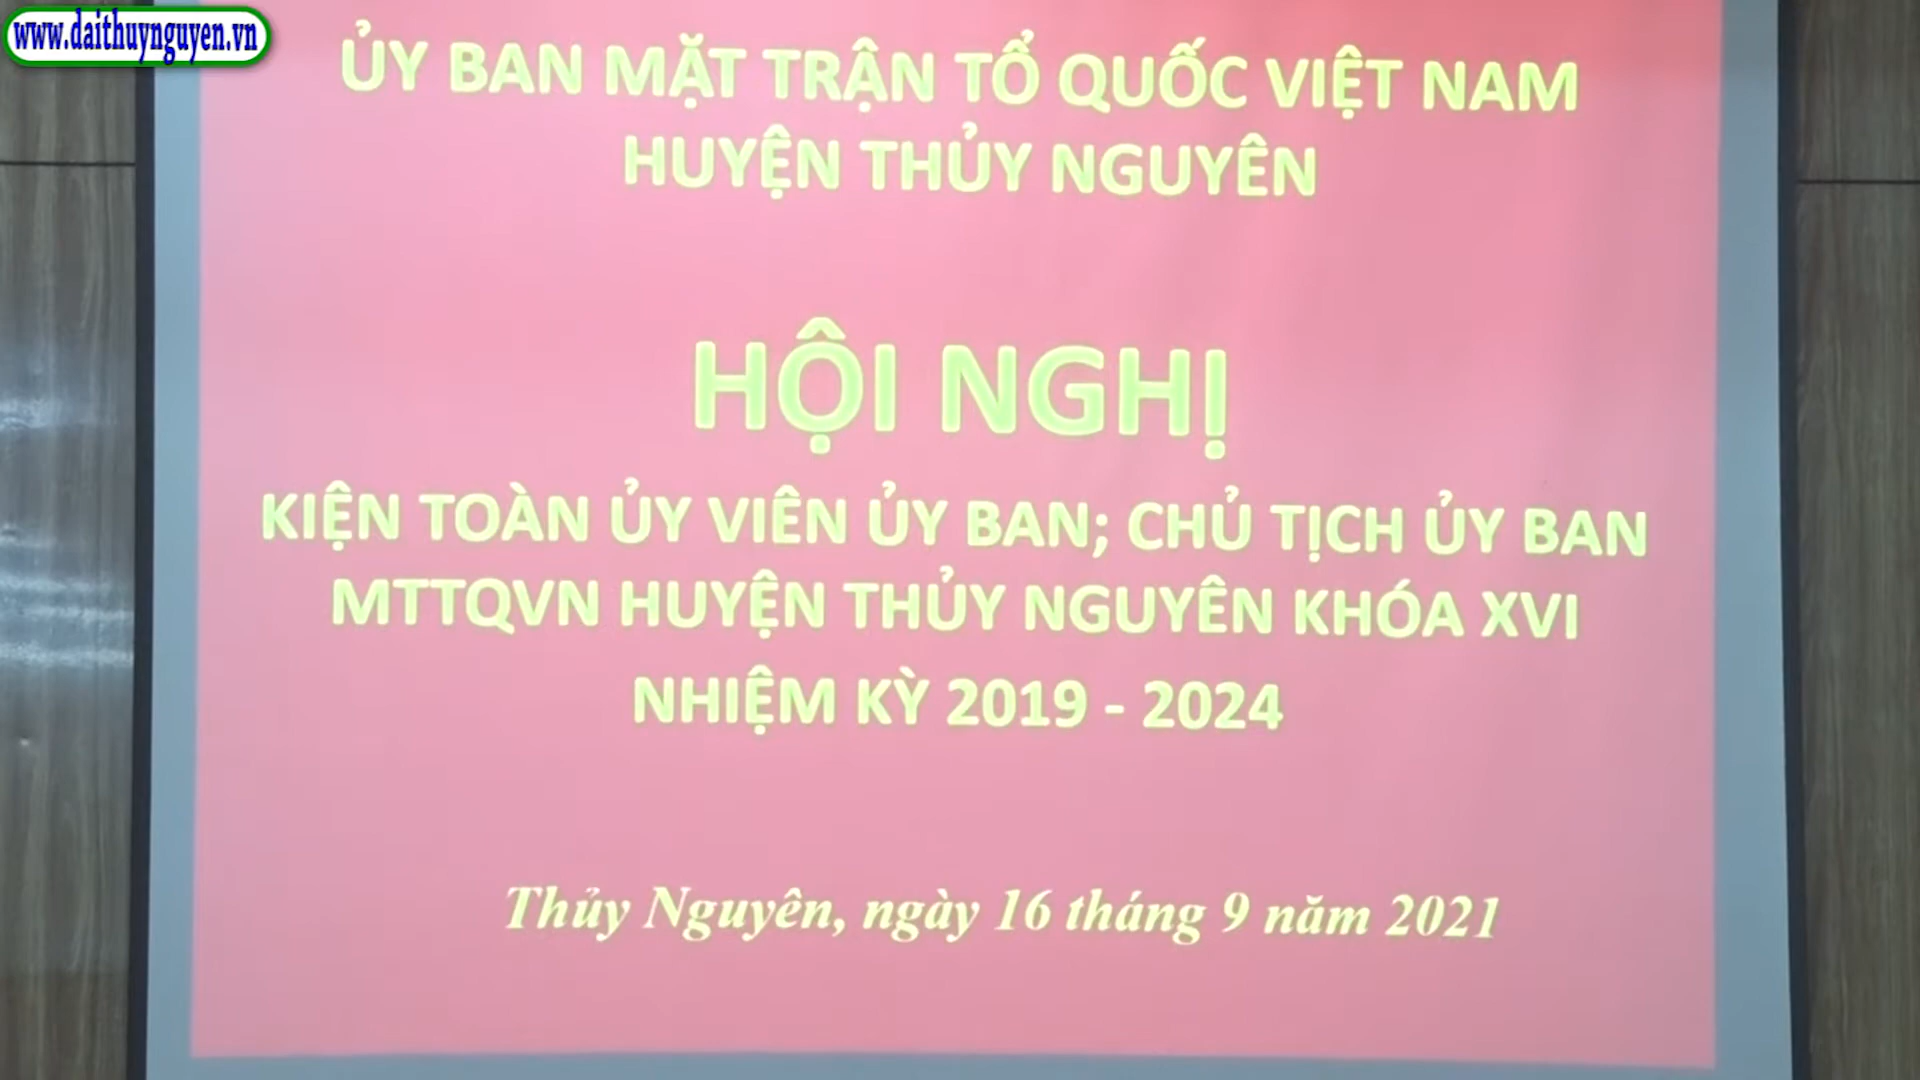 www.daithuynguyen.vn
ỦY BAN MẶT TRẬN TỔ QUỐC VIỆT NAM
HUYỆN THỦY NGUYÊN
HỘI NGHỊ
KIỆN TOÀN ỦY VIÊN ỦY BAN; CHỦ TỊCH ỦY BAN
MTTQVN HUYỆN THỦY NGUYÊN KHÓA XVI
NHIỆM KỲ 2019 - 2024
Thủy Nguyên, ngày 16 tháng 9 năm 2021